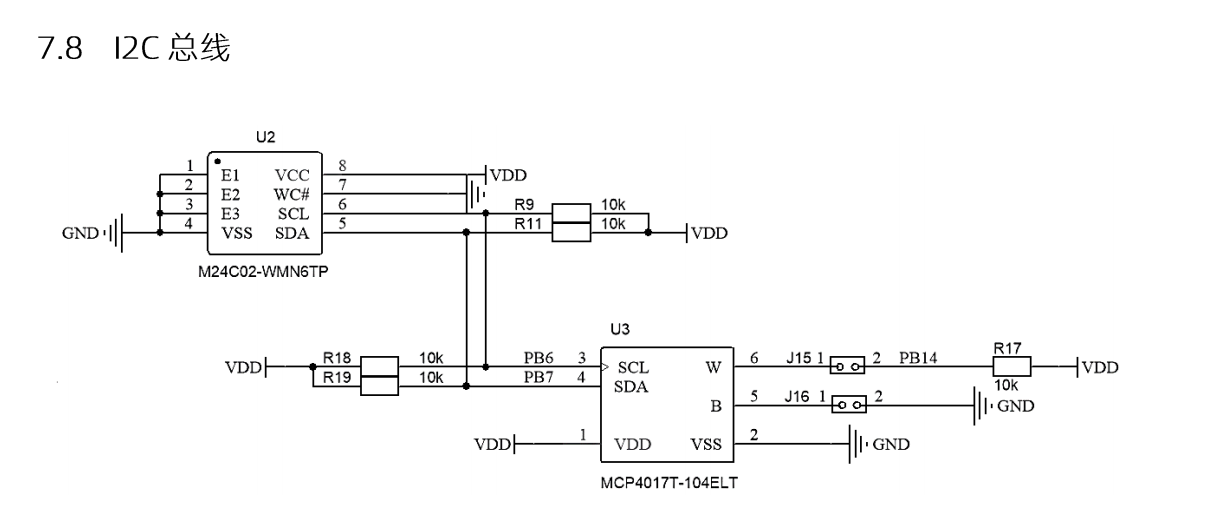 7.8 I2C 总线
U2
1 E1 VCC 8 VDD
2 E2 WC# 7
3 E3 SCL 6 R9 10k
GND 4 VSS SDA 5 R11 10k VDD
M24C02-WMN6TP
U3
VDD R18 10k PB6 3 SCL W 6 J15 1 2 PB14 R17 VDD
R19 10k PB7 4 SDA 10k
B 5 J16 1 2 GND
VDD 1 VDD VSS 2 GND
MCP4017T-104ELT